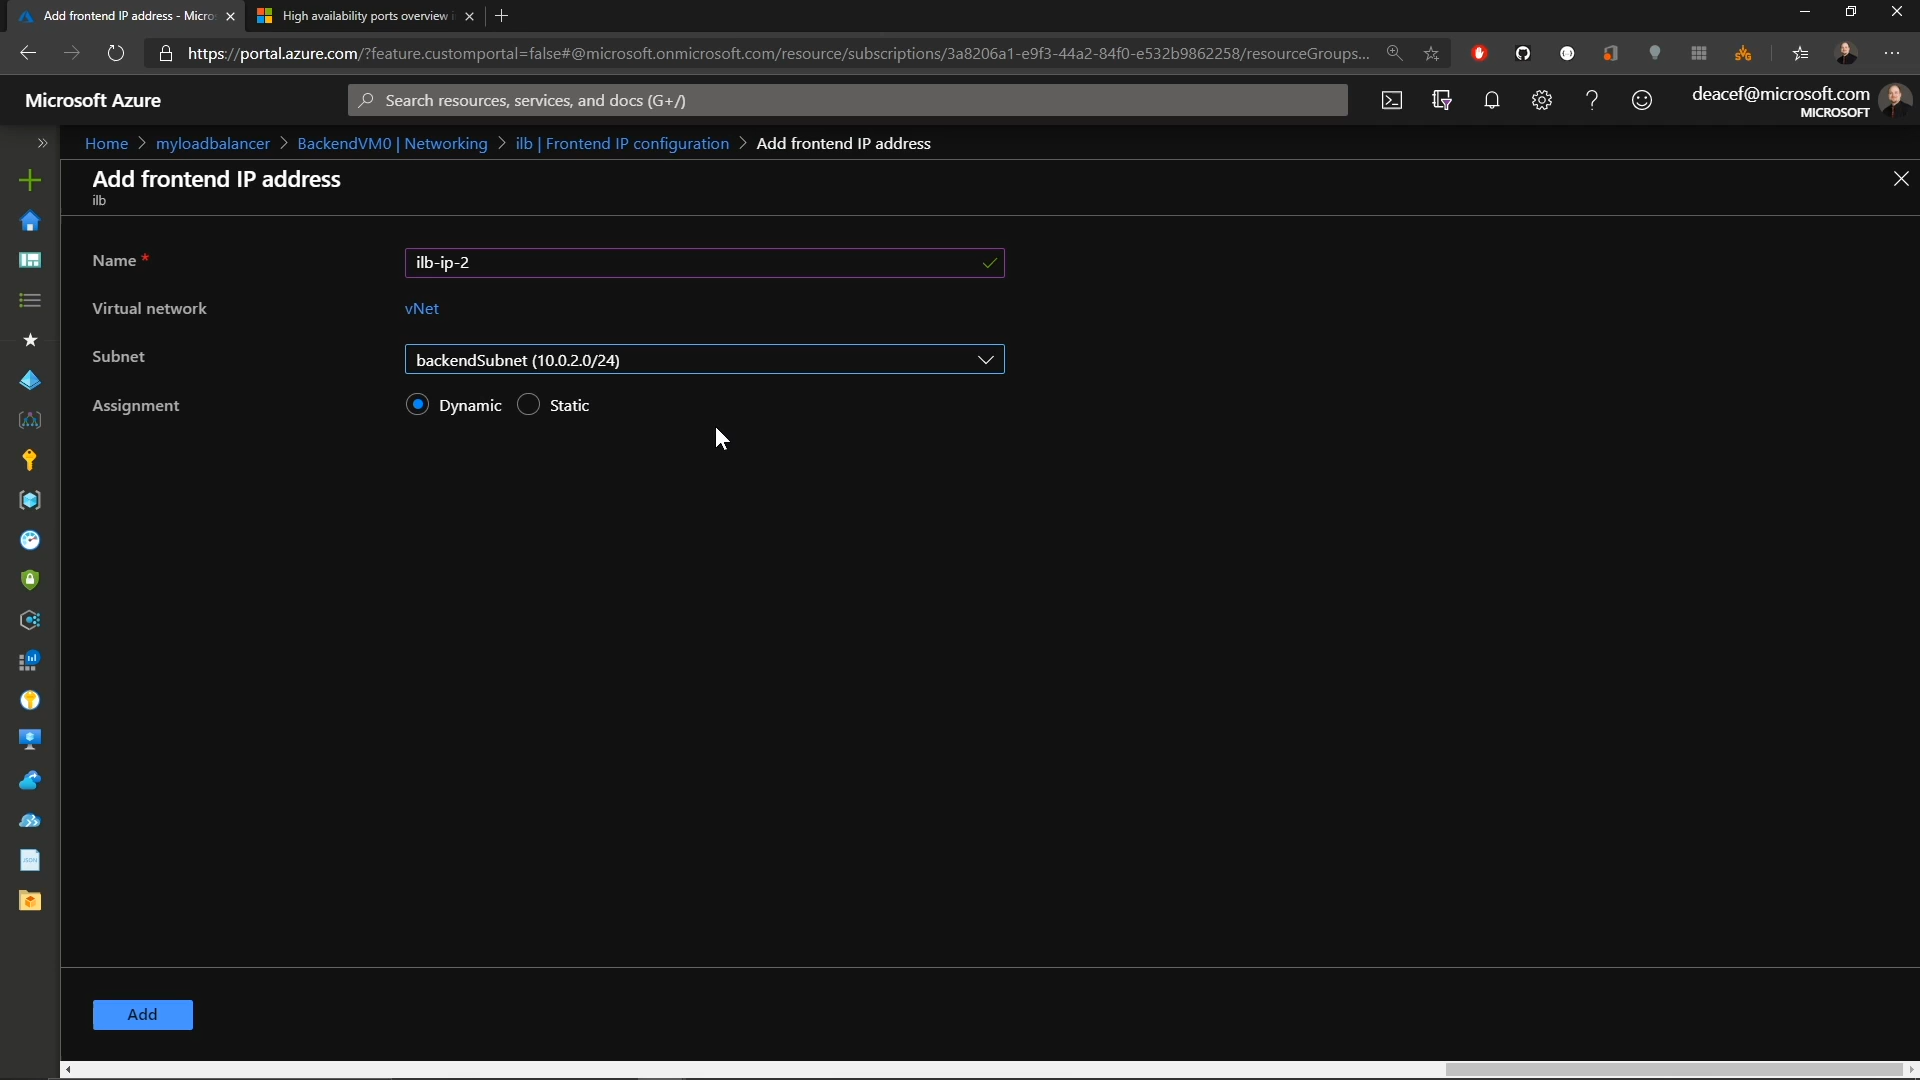 Add frontend IP address - Micro
High availability ports overview i
https://portal.azure.com/?feature.customportal=false#@microsoft.onmicrosoft.com/resource/subscriptions/3a8206a1-e9f3-44a2-84f0-e532b9862258/resourceGroups...
Microsoft Azure
Search resources, services, and docs (G+/)
deacef@microsoft.com
MICROSOFT
Home > myloadbalancer > BackendVM0 | Networking > ilb | Frontend IP configuration > Add frontend IP address
Add frontend IP address
ilb
Name *
ilb-ip-2
Virtual network
vNet
Subnet
backendSubnet (10.0.2.0/24)
Assignment
Dynamic
Static
Add